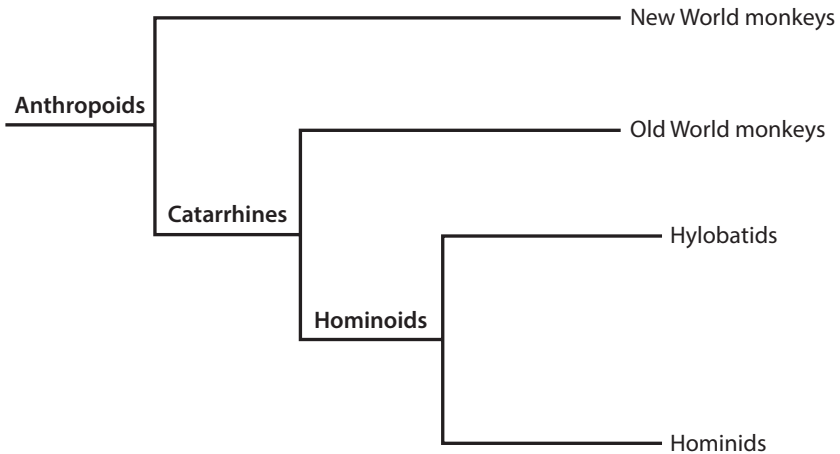 New World monkeys
Anthropoids
Old World monkeys
Catarrhines
Hylobatids
Hominoids
Hominids